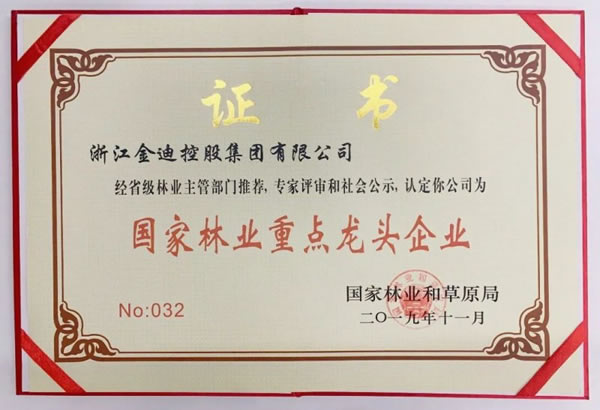 证 书
浙江金迪控股集团有限公司
经省级林业主管部门推荐,专家评审和社会公示,认定你公司为
国家林业重点龙头企业
No:032
国家林业和草原局
二〇一九年十一月